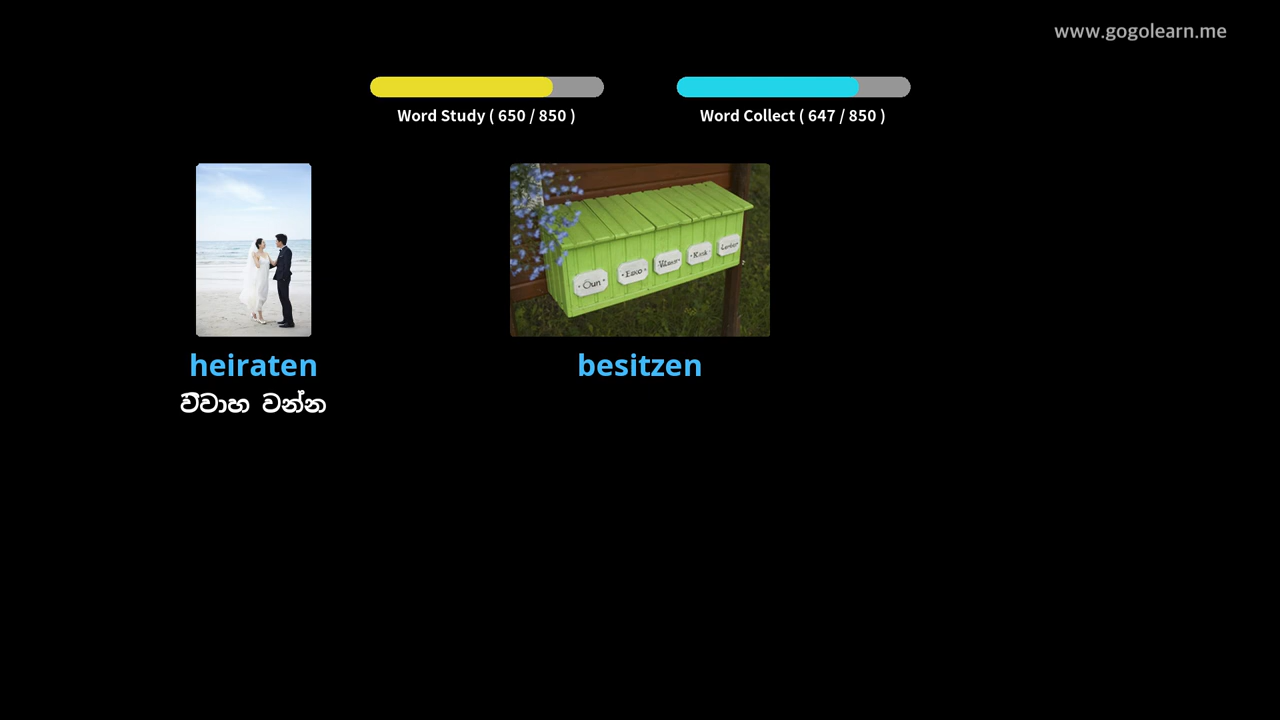 www.gogolearn.me
Word Study ( 650 / 850 )
Word Collect ( 647 / 850 )
heiraten
විවාහ වන්න
besitzen